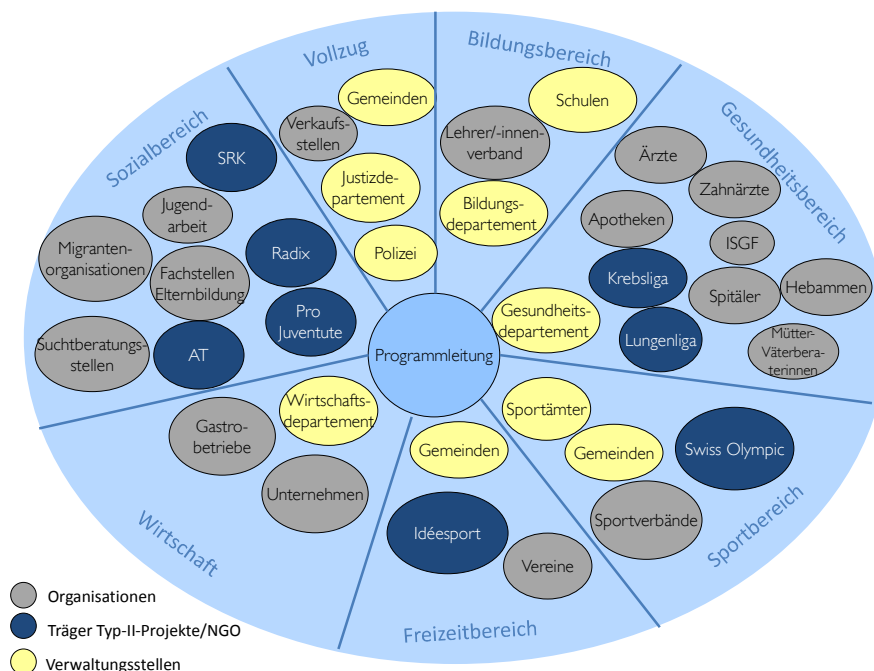 Vollzug
Gemeinden
Verkaufs-
stellen
Justizde-
partement
Polizei
Bildungsbereich
Schulen
Lehrer/-innen-
verband
Bildungs-
departement
Gesundheitsbereich
Ärzte
Zahnärzte
Apotheken
ISGF
Krebsliga
Spitäler
Hebammen
Gesundheits-
departement
Lungenliga
Mütter-
Väterbera-
terinnen
Sozialbereich
SRK
Jugend-
arbeit
Migranten-
organisationen
Fachstellen
Elternbildung
Radix
Pro
Juventute
Suchtberatungs-
stellen
AT
Programmleitung
Wirtschafts-
departement
Gastro-
betriebe
Unternehmen
Wirtschaft
Gemeinden
Idéesport
Vereine
Freizeitbereich
Sportämter
Gemeinden
Swiss Olympic
Sportverbände
Sportbereich
Organisationen
Träger Typ-II-Projekte/NGO
Verwaltungsstellen